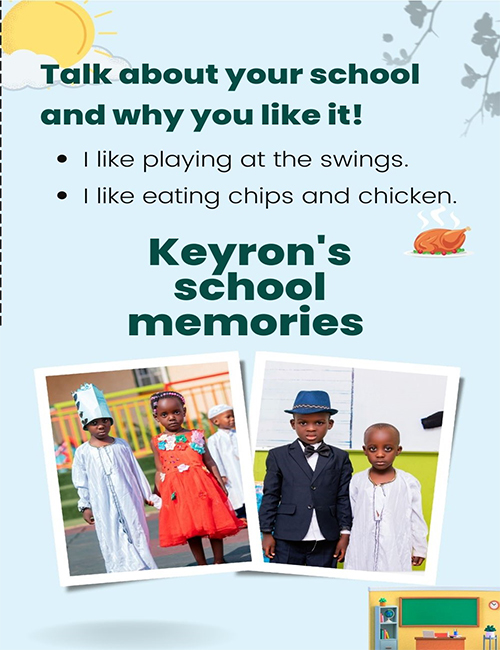 Talk about your school
and why you like it!
• I like playing at the swings.
• I like eating chips and chicken.
Keyron's
school
memories